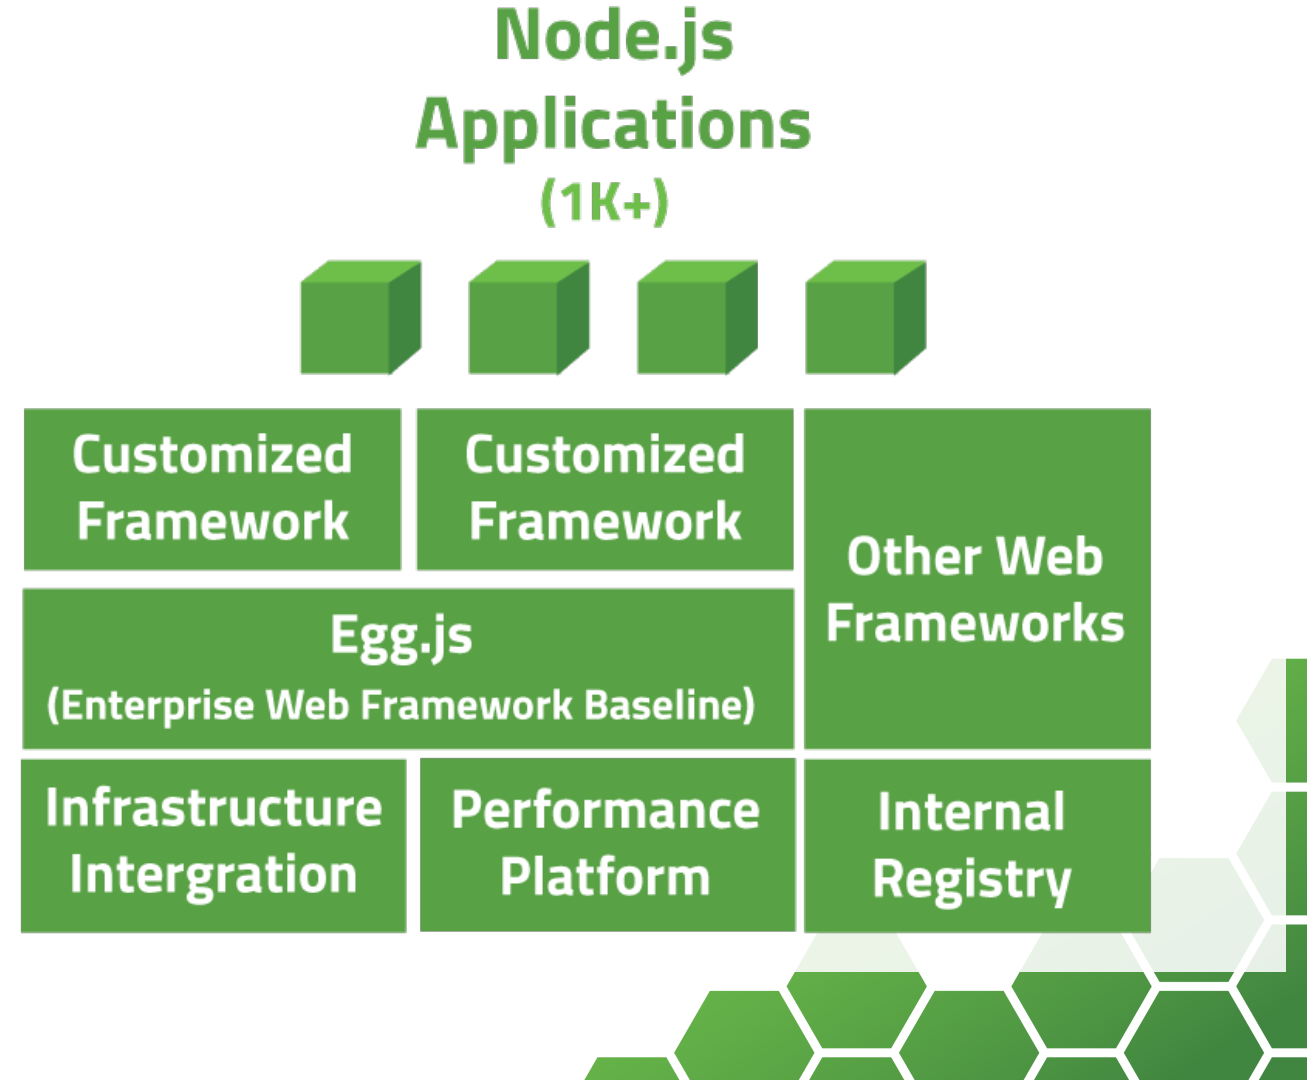 Node.js
Applications
(1K+)
Customized
Framework
Customized
Framework
Other Web
Frameworks
Egg.js
(Enterprise Web Framework Baseline)
Infrastructure
Intergration
Performance
Platform
Internal
Registry